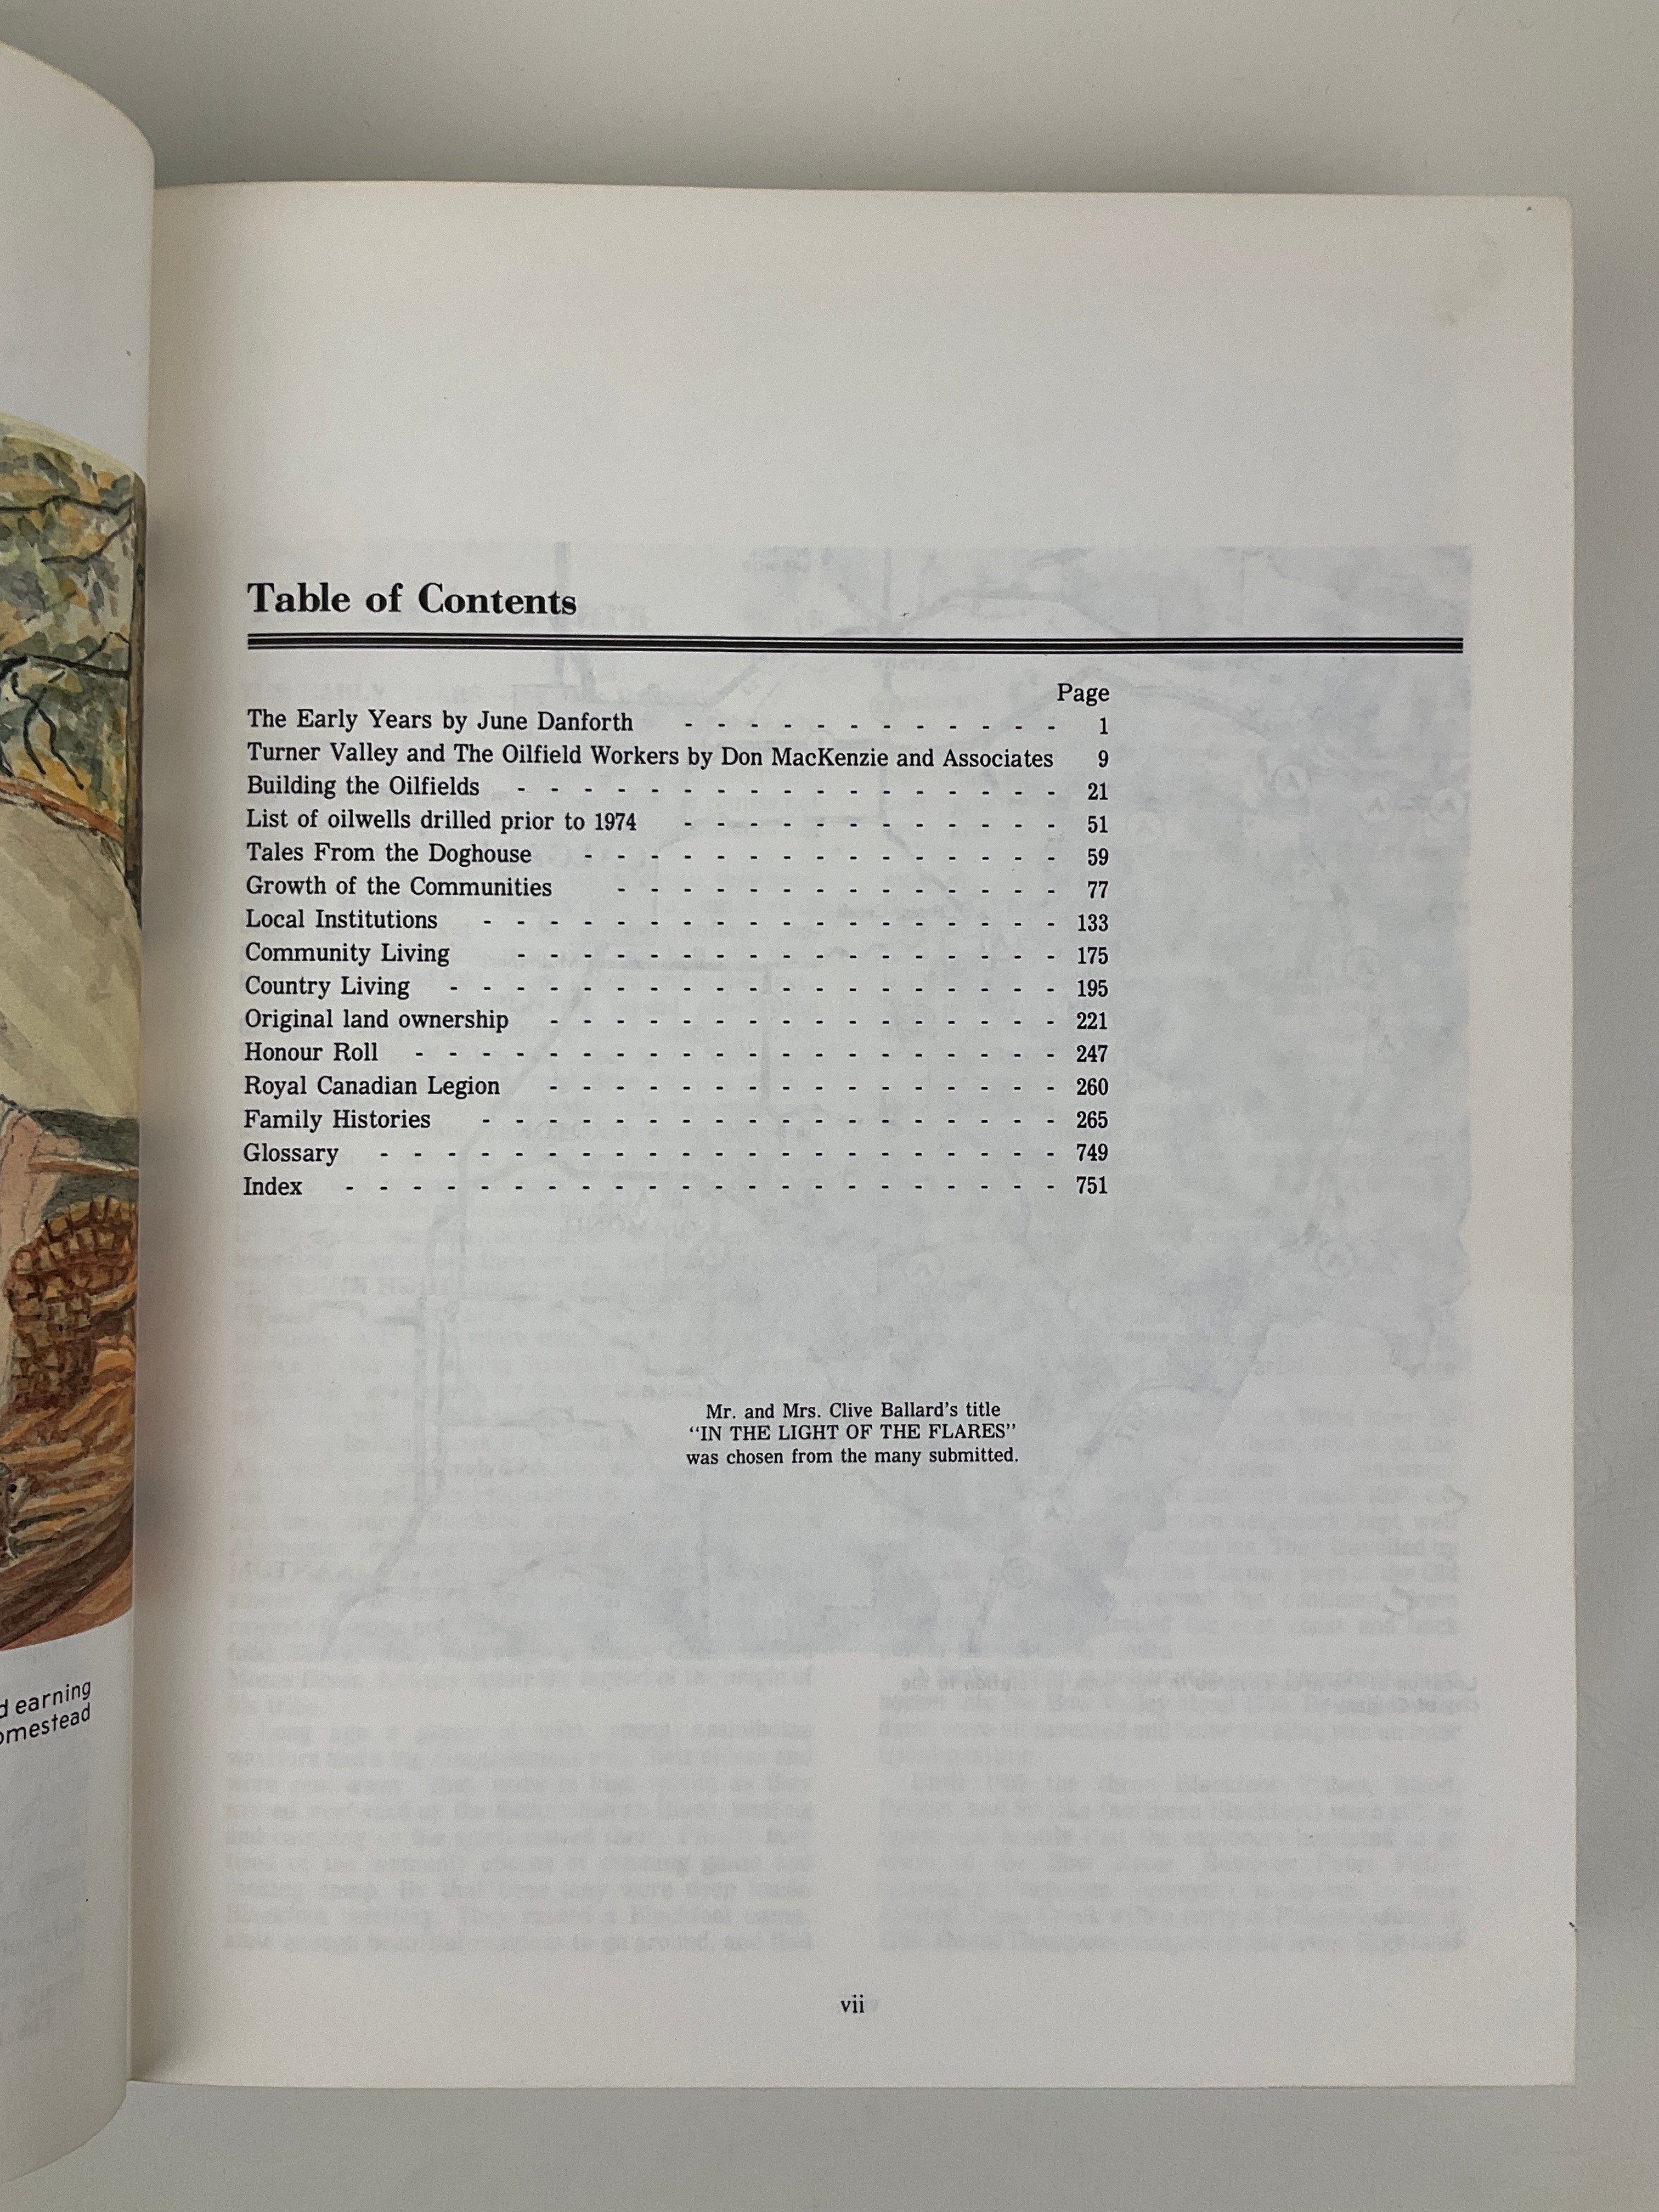 earning
Table of Contents
Page
The Early Years by June Danforth - - - - - - - - - - - - 1
Turner Valley and The Oilfield Workers by Don MacKenzie and Associates 9
Building the Oilfields - - - - - - - - - - - - - - - - - 21
List of oilwells drilled prior to 1974 - - - - - - - - - - - - 51
Tales From the Doghouse - - - - - - - - - - - - - - - 59
Growth of the Communities - - - - - - - - - - - - - - 77
Local Institutions - - - - - - - - - - - - - - - - - - 133
Community Living - - - - - - - - - - - - - - - - - 175
Country Living - - - - - - - - - - - - - - - - - - - 195
Original land ownership - - - - - - - - - - - - - - - - 221
Honour Roll - - - - - - - - - - - - - - - - - - - - 247
Royal Canadian Legion - - - - - - - - - - - - - - - - 260
Family Histories - - - - - - - - - - - - - - - - - - 265
Glossary - - - - - - - - - - - - - - - - - - - - - 749
Index - - - - - - - - - - - - - - - - - - - - - - 751
Mr. and Mrs. Clive Ballard's title
"IN THE LIGHT OF THE FLARES"
was chosen from the many submitted.
vii